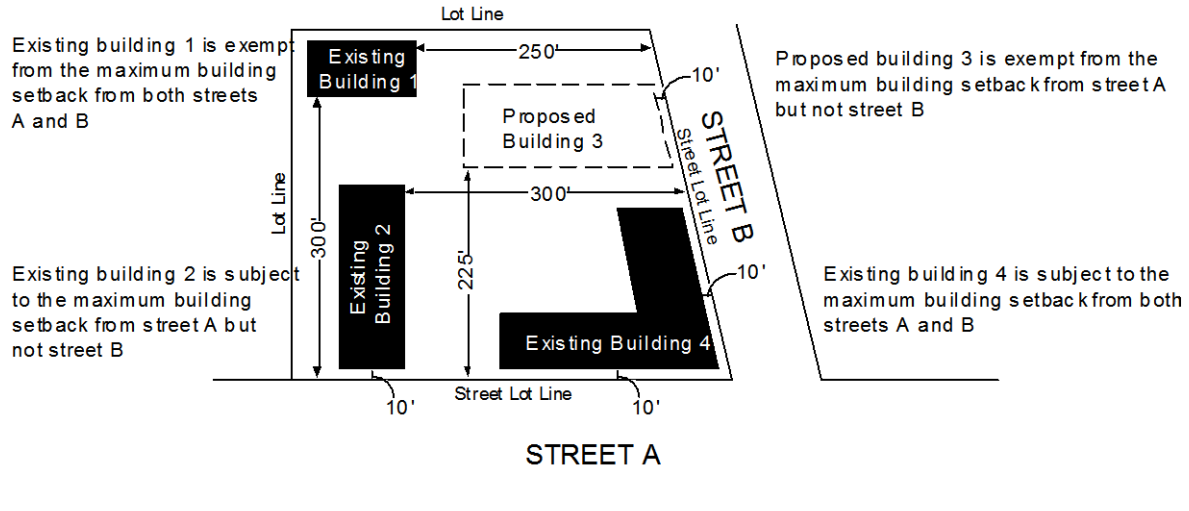 Lot Line
Existing building 1 is exempt
from the maximum building
setback from both streets
A and B
Existing
Building 1
250'
10'
Proposed building 3 is exempt from the
maximum building setback from street A
but not street B
Proposed
Building 3
STREET B
Street Lot Line
Lot Line
300'
300'
Existing
Building 2
225'
Existing building 2 is subject
to the maximum building
setback from street A but
not street B
10'
Existing building 4 is subject to the
maximum building setback from both
streets A and B
Existing Building 4
10'
Street Lot Line
10'
STREET A